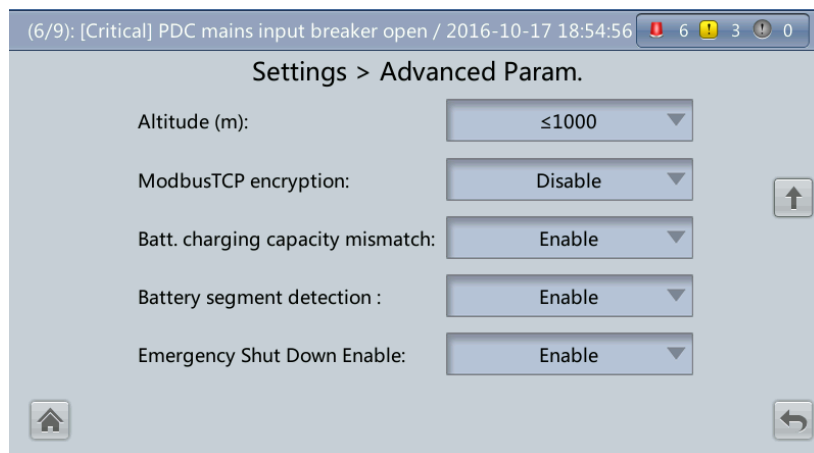 (6/9): [Critical] PDC mains input breaker open / 2016-10-17 18:54:56 6 3 0
Settings > Advanced Param.
Altitude (m): ≤1000
ModbusTCP encryption: Disable
Batt. charging capacity mismatch: Enable
Battery segment detection : Enable
Emergency Shut Down Enable: Enable